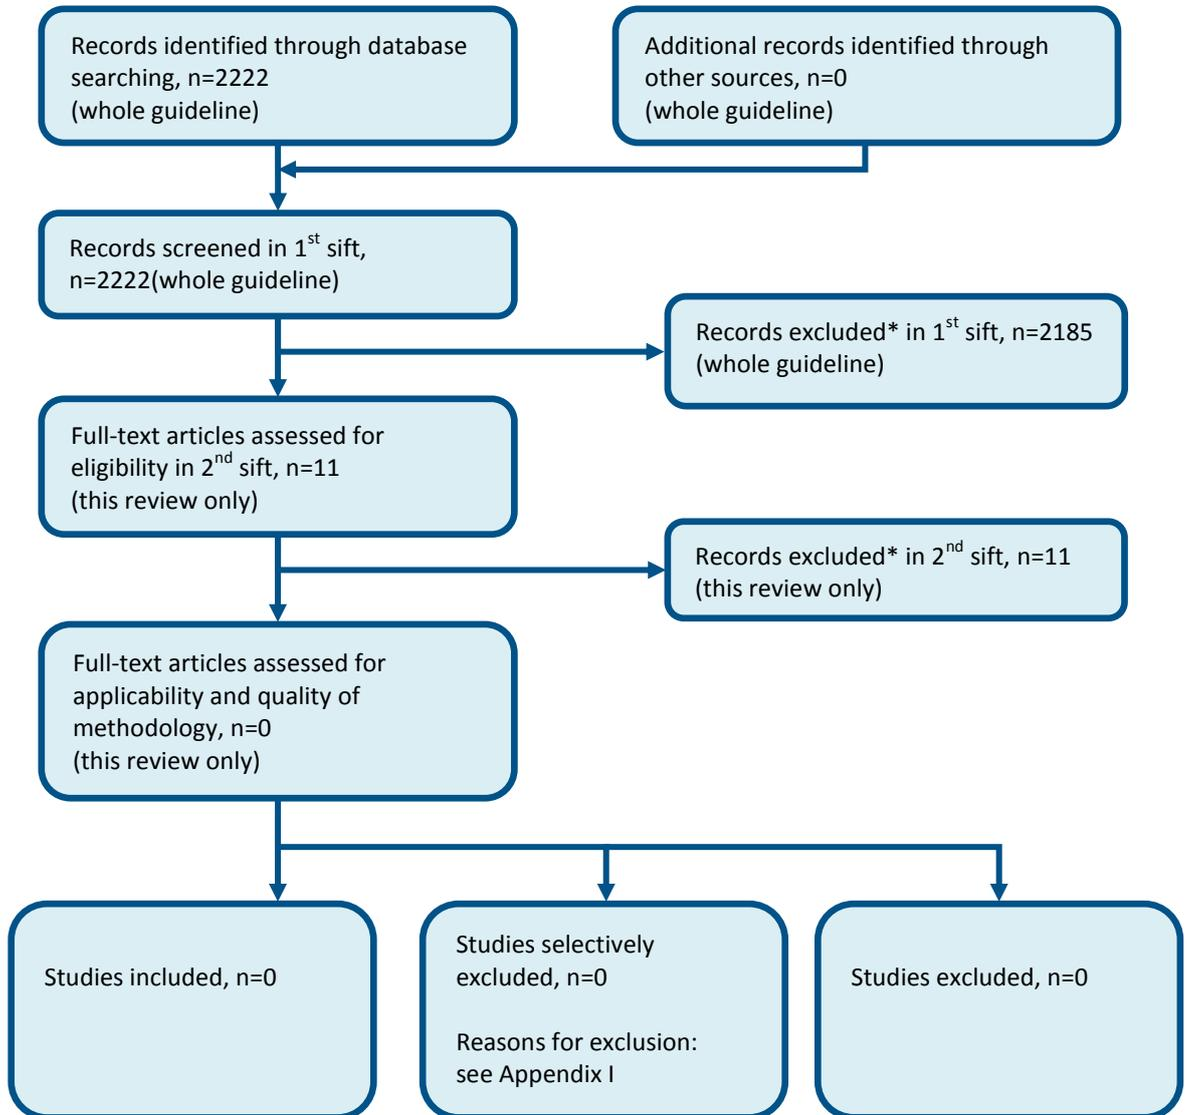 Records identified through database
searching, n=2222
(whole guideline)
Additional records identified through
other sources, n=0
(whole guideline)
Records screened in 1st sift,
n=2222(whole guideline)
Records excluded* in 1st sift, n=2185
(whole guideline)
Full-text articles assessed for
eligibility in 2nd sift, n=11
(this review only)
Records excluded* in 2nd sift, n=11
(this review only)
Full-text articles assessed for
applicability and quality of
methodology, n=0
(this review only)
Studies included, n=0
Studies selectively
excluded, n=0
Reasons for exclusion:
see Appendix I
Studies excluded, n=0